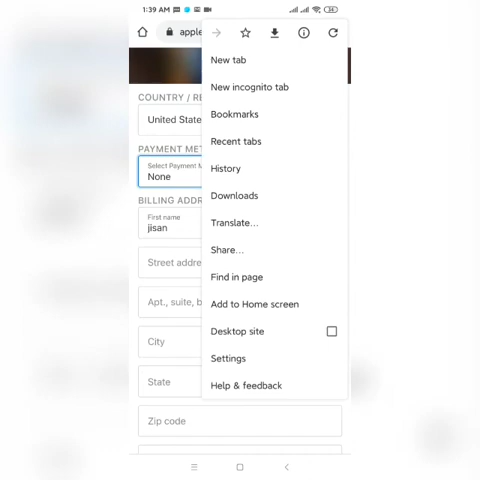 1:39 AM
apple
New tab
New incognito tab
Bookmarks
Recent tabs
History
Downloads
Translate...
Share...
Find in page
Add to Home screen
Desktop site
Settings
Help & feedback
COUNTRY / RE
United State
PAYMENT MET
Select Payment M
None
BILLING ADDR
First name
jisan
Street addre
Apt., suite, b
City
State
Zip code